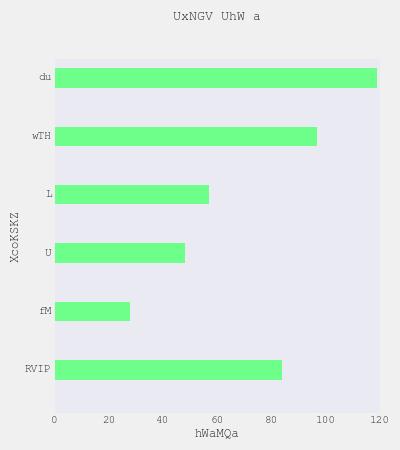 UxNGV UhW a
du
wTH
L
U
fM
RVIP
XcoKSKZ
0 20 40 60 80 100 120
hWaMQa